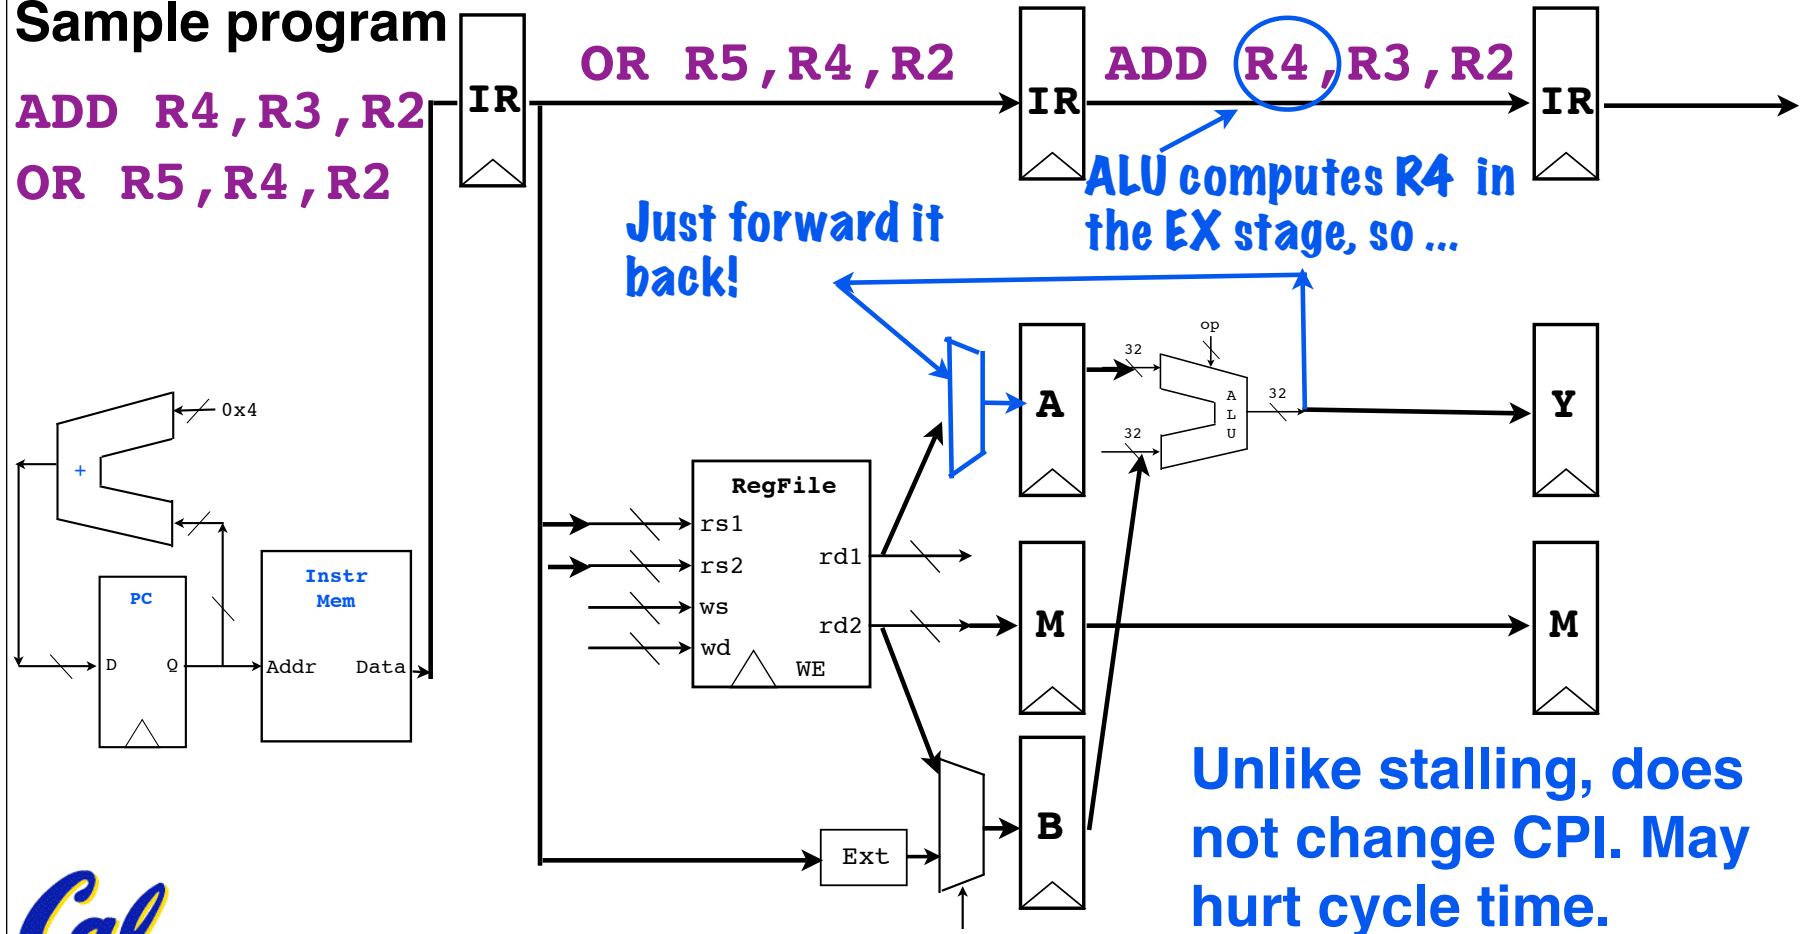 Sample program
ADD R4,R3,R2
OR R5,R4,R2
IR
OR R5,R4,R2
IR
ADD R4,R3,R2
IR
ALU computes R4 in
the EX stage, so ...
Just forward it
back!
0x4
+
PC
D
Q
Instr
Mem
Addr
Data
RegFile
rs1
rs2
ws
wd
rd1
rd2
WE
Ext
A
M
B
32
32
op
A
L
U
32
Y
M
Unlike stalling, does
not change CPI. May
hurt cycle time.
Cal